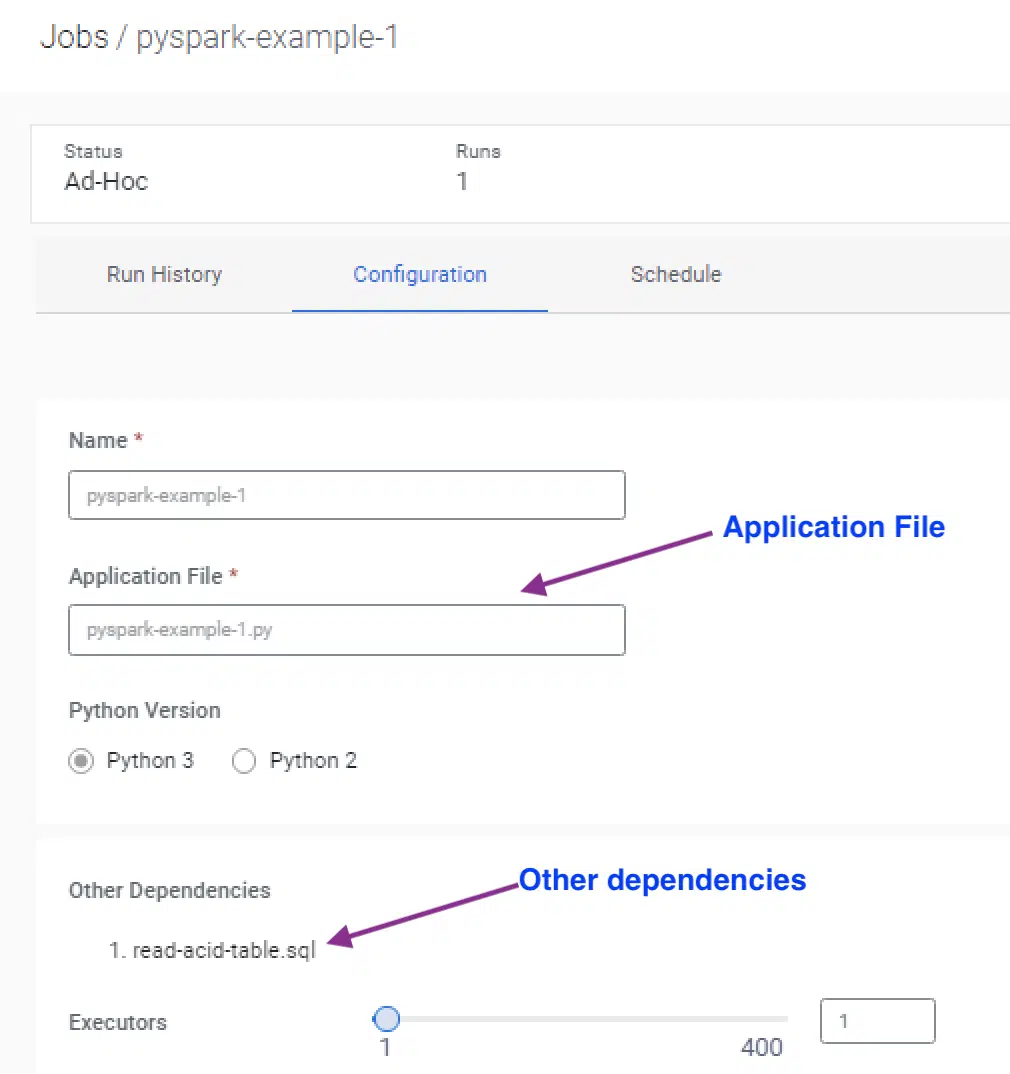 Jobs / pyspark-example-1
Status Runs
Ad-Hoc 1
Run History Configuration Schedule
Name *
pyspark-example-1
Application File
Application File *
pyspark-example-1.py
Python Version
Python 3 Python 2
Other dependencies
Other Dependencies
1. read-acid-table.sql
Executors 1
1 400